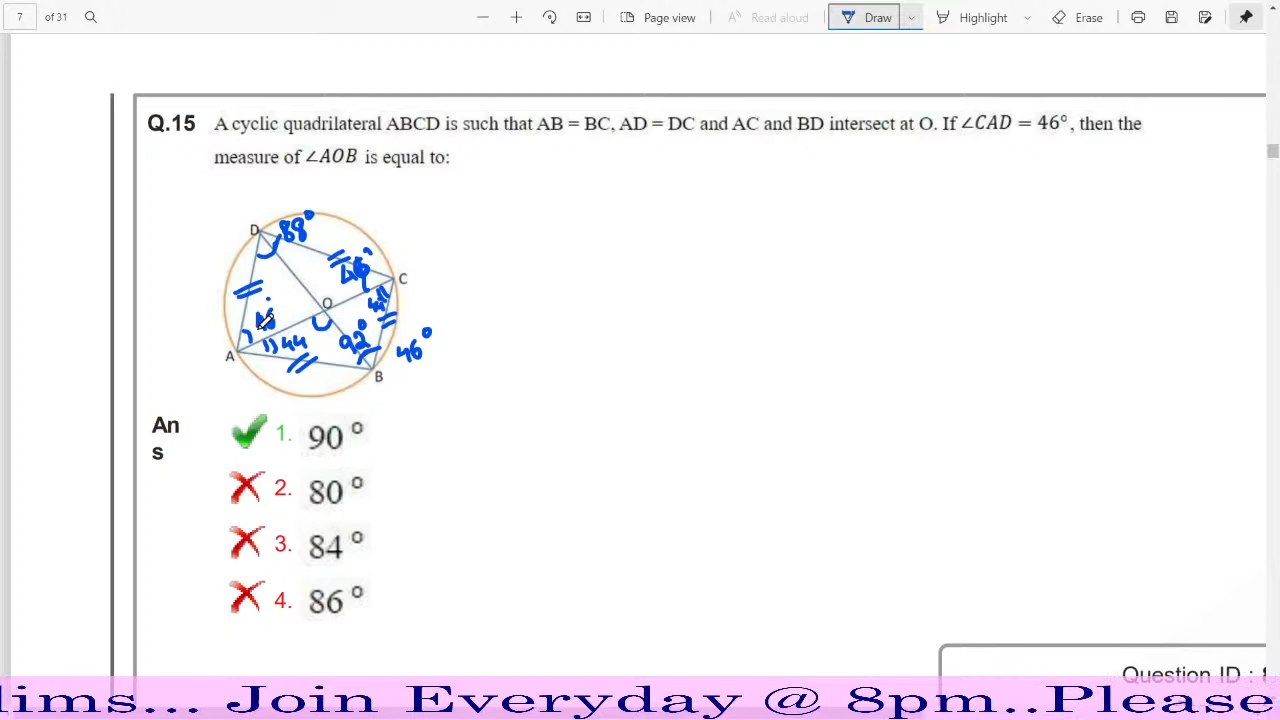 7 of 31 Page view Read aloud Draw Highlight Erase
Q.15 A cyclic quadrilateral ABCD is such that AB = BC, AD = DC and AC and BD intersect at O. If ∠CAD = 46°, then the
measure of ∠AOB is equal to:
D 88°
46°
C
O
44
A 44 92° 46°
B
An
s
1. 90°
2. 80°
3. 84°
4. 86°
Question ID :
lims... Join Everyday @ 8pm..Please